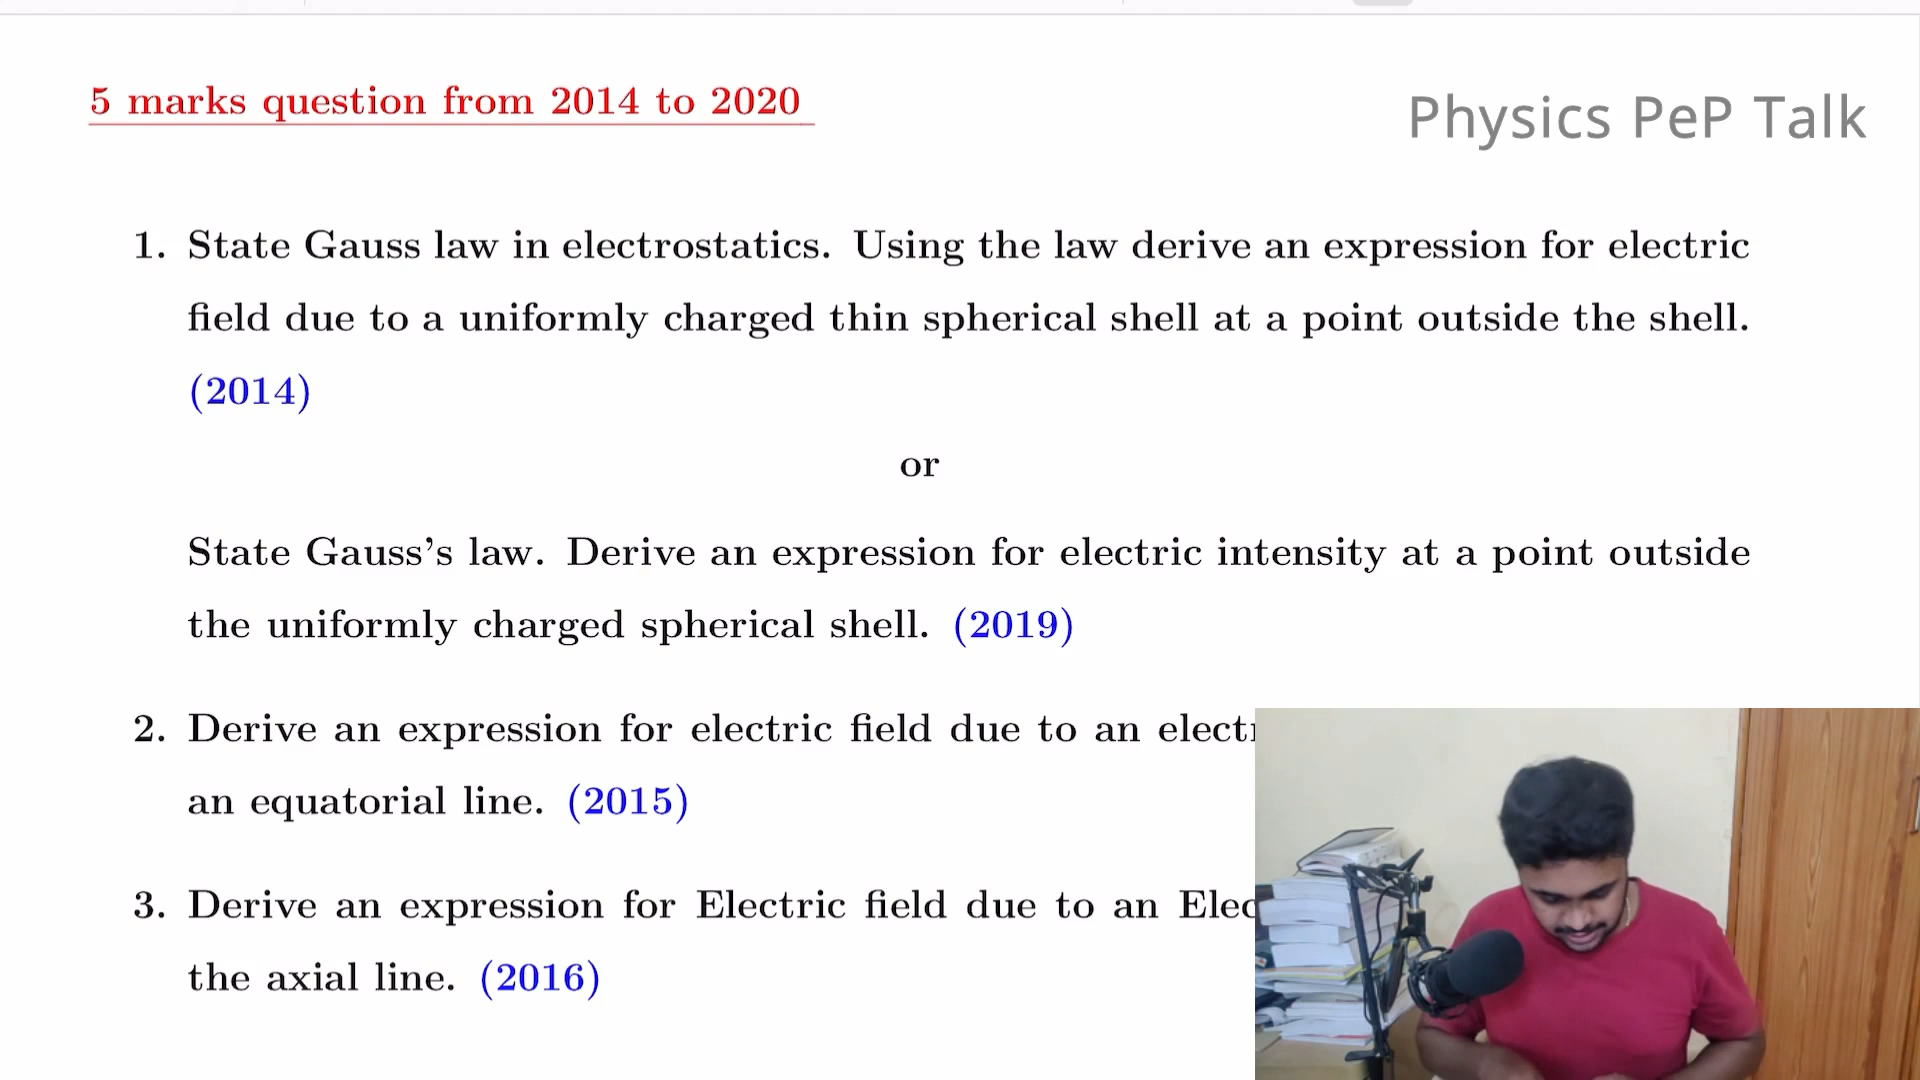 5 marks question from 2014 to 2020
Physics PeP Talk
1. State Gauss law in electrostatics. Using the law derive an expression for electric
field due to a uniformly charged thin spherical shell at a point outside the shell.
(2014)
or
State Gauss's law. Derive an expression for electric intensity at a point outside
the uniformly charged spherical shell. (2019)
2. Derive an expression for electric field due to an
an equatorial line. (2015)
3. Derive an expression for Electric field due to an
the axial line. (2016)